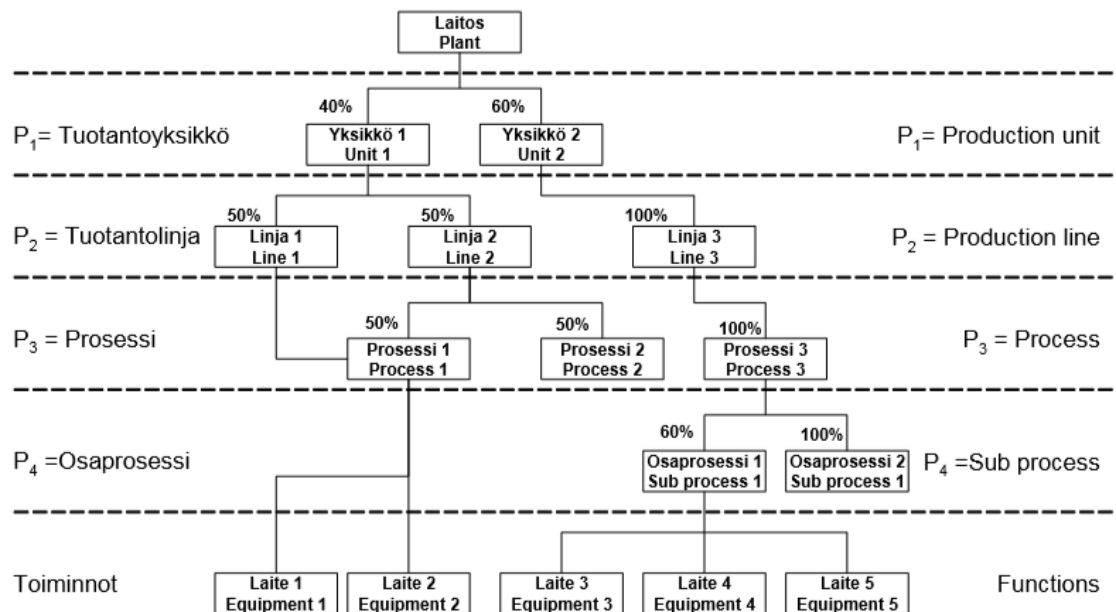 Laitos
Plant
40%
60%
P1= Tuotantoyksikkö
Yksikkö 1
Unit 1
Yksikkö 2
Unit 2
P1= Production unit
50%
50%
100%
P2 = Tuotantolinja
Linja 1
Line 1
Linja 2
Line 2
Linja 3
Line 3
P2 = Production line
50%
50%
100%
P3 = Prosessi
Prosessi 1
Process 1
Prosessi 2
Process 2
Prosessi 3
Process 3
P3 = Process
60%
100%
P4 =Osaprosessi
Osaprosessi 1
Sub process 1
Osaprosessi 2
Sub process 1
P4 =Sub process
Toiminnot
Laite 1
Equipment 1
Laite 2
Equipment 2
Laite 3
Equipment 3
Laite 4
Equipment 4
Laite 5
Equipment 5
Functions